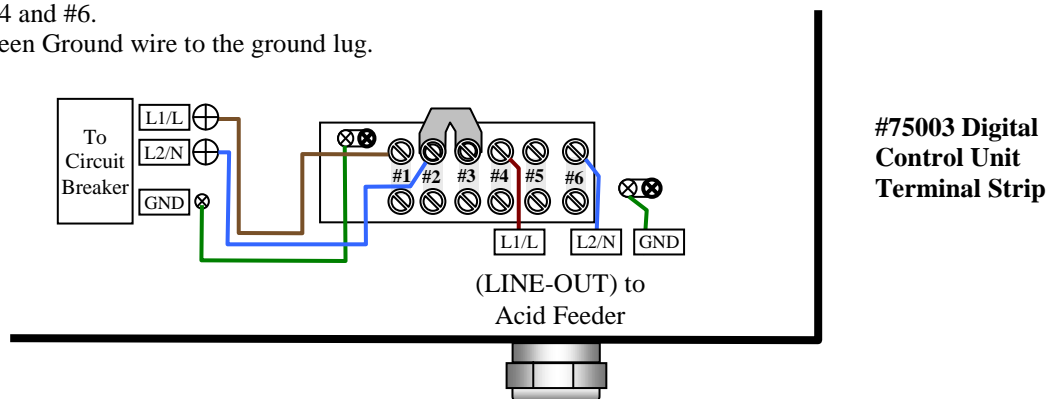 4 and #6.
een Ground wire to the ground lug.
To
Circuit
Breaker
L1/L
L2/N
GND
#1 #2 #3 #4 #5 #6
L1/L L2/N GND
(LINE-OUT) to
Acid Feeder
#75003 Digital
Control Unit
Terminal Strip